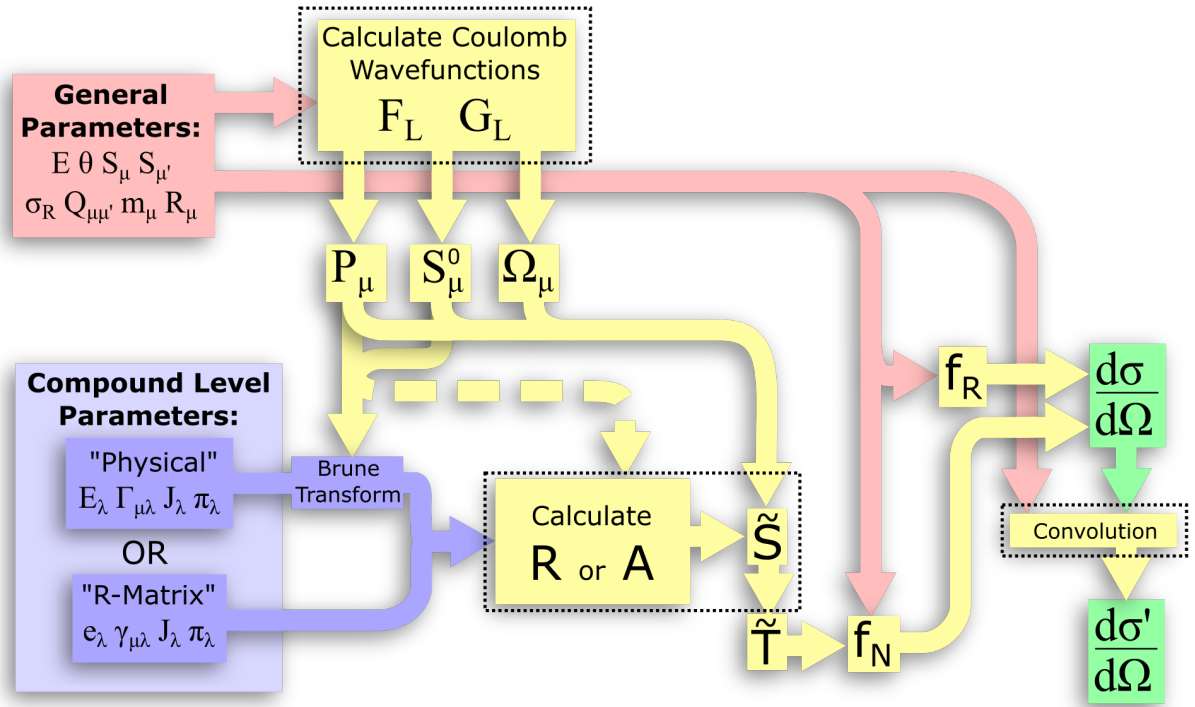 Calculate Coulomb
Wavefunctions
F_L G_L
General
Parameters:
E θ S_μ S_μ'
σ_R Q_μμ' m_μ R_μ
P_μ S_μ^0 Ω_μ
Compound Level
Parameters:
"Physical"
E_λ Γ_μλ J_λ π_λ
OR
"R-Matrix"
e_λ γ_μλ J_λ π_λ
Brune
Transform
Calculate
R or A
S̃
T̃
f_N
f_R
dσ
dΩ
Convolution
dσ'
dΩ